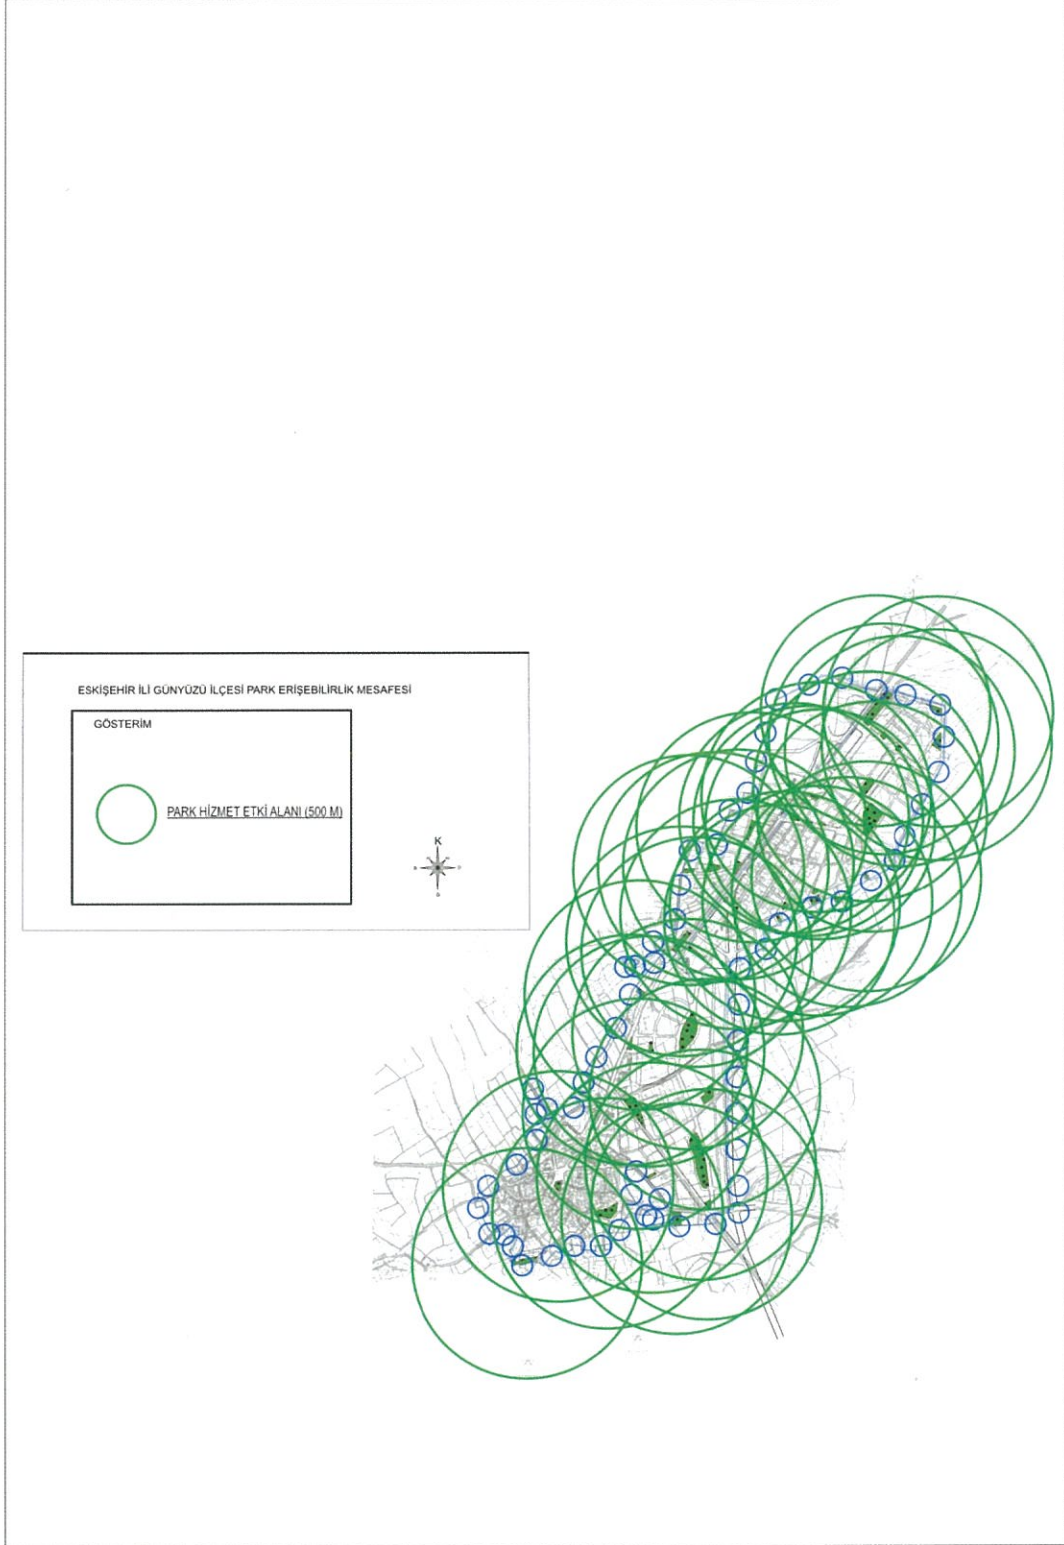 ESKİŞEHİR İLİ GÜNYÜZÜ İLÇESİ PARK ERİŞEBİLİRLİK MESAFESİ
GÖSTERİM
PARK HİZMET ETKİ ALANI (500 M)
K